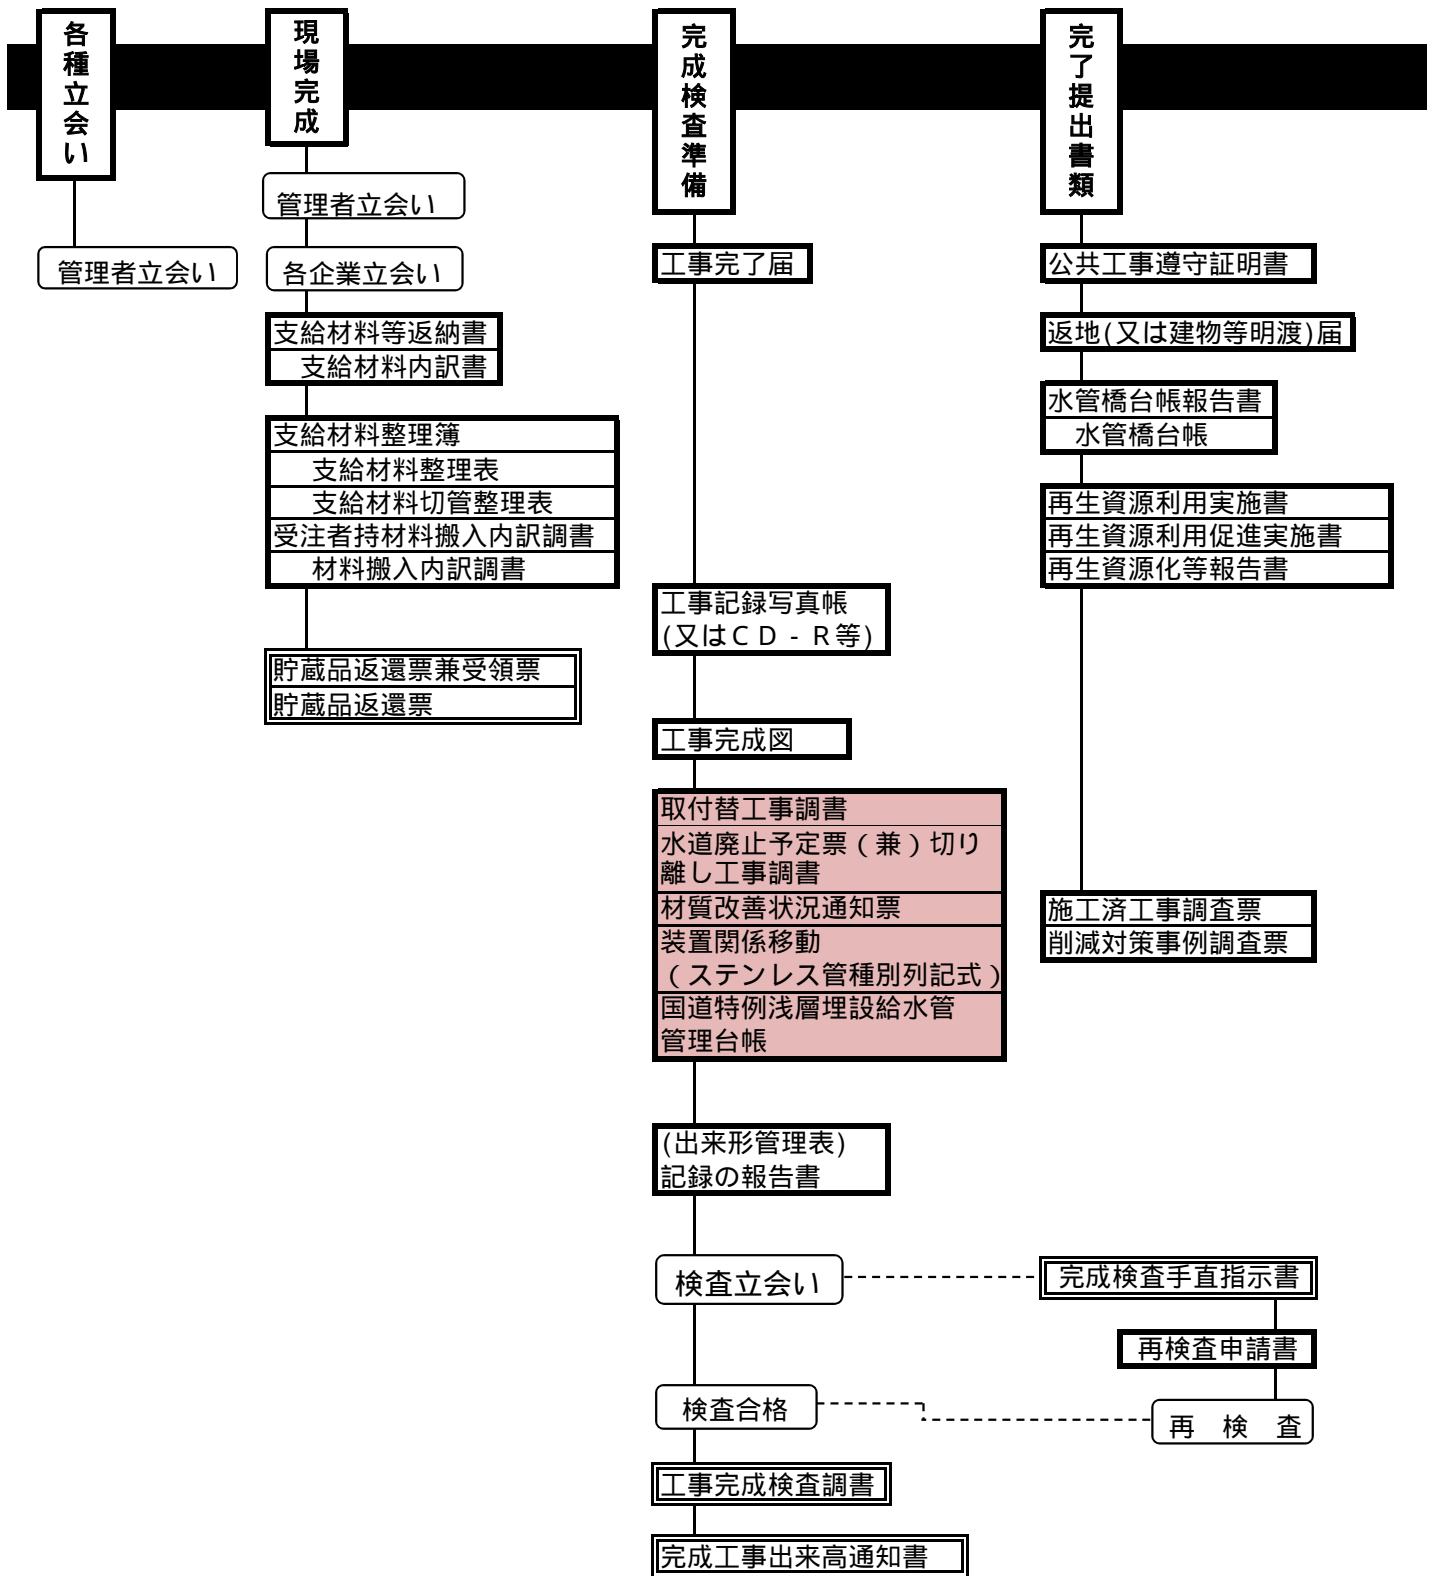 各種立会い
管理者立会い
現場完成
管理者立会い
各企業立会い
支給材料等返納書
支給材料内訳書
支給材料整理簿
支給材料整理表
支給材料切管整理表
受注者持材料搬入内訳調書
材料搬入内訳調書
貯蔵品返還票兼受領票
貯蔵品返還票
完成検査準備
工事完了届
工事記録写真帳
(又はＣＤ-Ｒ等)
工事完成図
取付替工事調書
水道廃止予定票（兼）切り
離し工事調書
材質改善状況通知票
装置関係移動
（ステンレス管種別列記式）
国道特例浅層埋設給水管
管理台帳
(出来形管理表)
記録の報告書
検査立会い
検査合格
工事完成検査調書
完成工事出来高通知書
完了提出書類
公共工事遵守証明書
返地(又は建物等明渡)届
水管橋台帳報告書
水管橋台帳
再生資源利用実施書
再生資源利用促進実施書
再生資源化等報告書
施工済工事調査票
削減対策事例調査票
完成検査手直指示書
再検査申請書
再　検　査